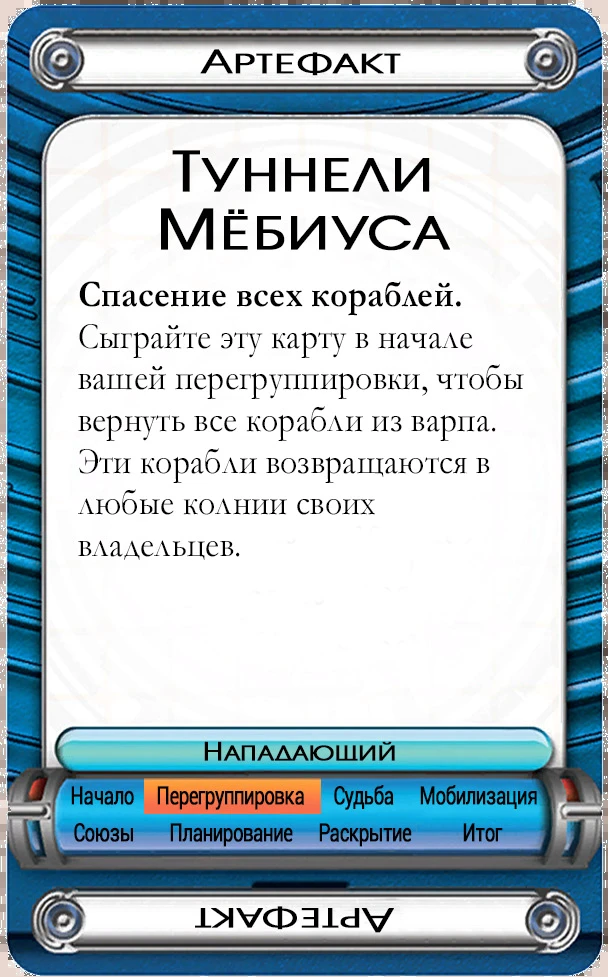 Артефакт
Туннели
Мёбиуса
Спасение всех кораблей.
Сыграйте эту карту в начале
вашей перегруппировки, чтобы
вернуть все корабли из варпа.
Эти корабли возвращаются в
любые колнии своих
владельцев.
Нападающий
Начало Перегруппировка Судьба Мобилизация
Союзы Планирование Раскрытие Итог
Артефакт